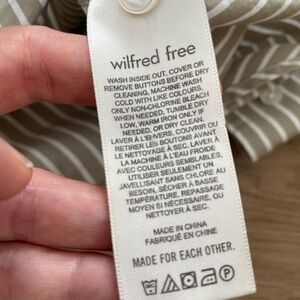 wilfred free
WASH INSIDE OUT. COVER OR
REMOVE BUTTONS BEFORE DRY
CLEANING, MACHINE WASH
COLD WITH LIKE COLOURS,
ONLY NON-CHLORINE BLEACH
WHEN NEEDED, TUMBLE DRY
LOW, WARM IRON ONLY IF
NEEDED. OR DRY CLEAN.
LAVER À L'ENVERS. COUVRIR OU
RETIRER LES BOUTONS AVANT
LE NETTOYAGE À SEC. LAVER
À LA MACHINE À L'EAU FROIDE
AVEC COULEURS SEMBLABLES,
UTILISER SEULEMENT UN
JAVELLISANT SANS CHLORE AU
BESOIN, SÉCHER À BASSE
TEMPÉRATURE, REPASSAGE
MOYEN SI NÉCESSAIRE, OU
NETTOYER À SEC.
MADE IN CHINA
FABRIQUÉ EN CHINE
MADE FOR EACH OTHER.